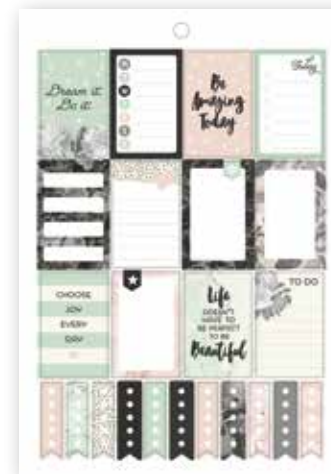 Dream it
Do it
Be
Amazing
Today
Today
CHOOSE
JOY
EVERY
DAY
Life
DOESN'T
HAVE TO
BE PERFECT
TO BE
Beautiful
TO DO